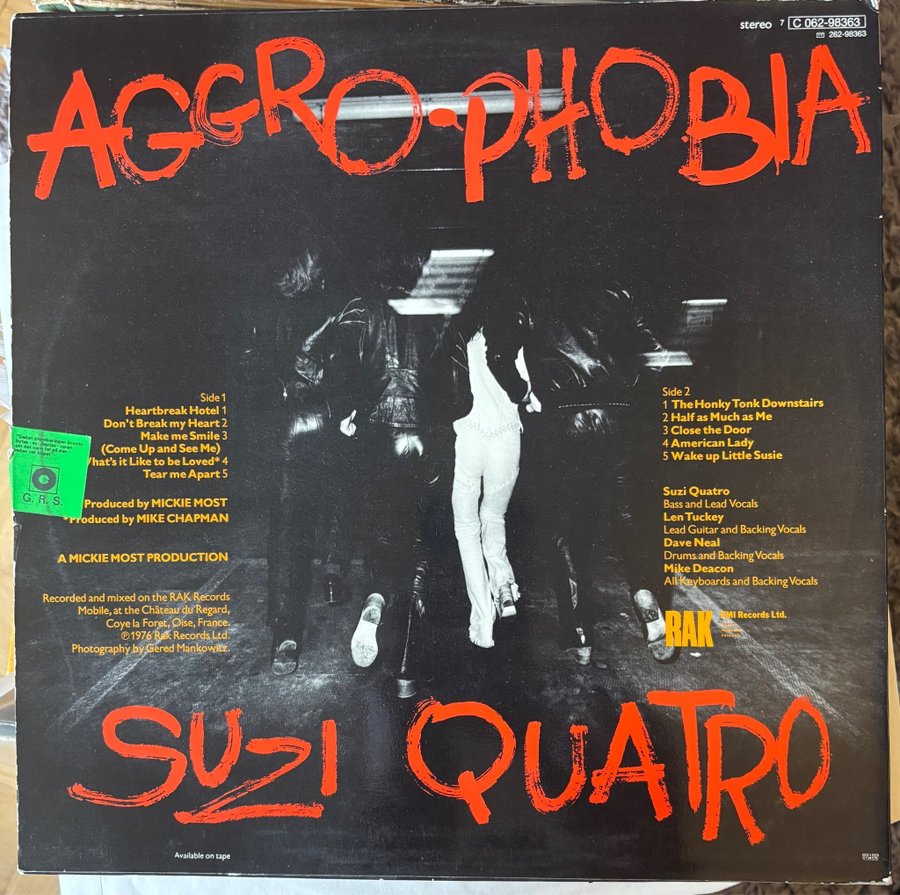 stereo 7 C 062-98363
262-98363
AGGRO-PHOBIA
Side 1
Heartbreak Hotel 1
Don't Break my Heart 2
Make me Smile 3
(Come Up and See Me)
What's it Like to be Loved* 4
Tear me Apart 5
Produced by MICKIE MOST
*Produced by MIKE CHAPMAN
A MICKIE MOST PRODUCTION
Recorded and mixed on the RAK Records
Mobile, at the Château du Regard,
Coye la Foret, Oise, France.
℗1976 Rak Records Ltd.
Photography by Gered Mankowitz.
G. R. S.
Side 2
1 The Honky Tonk Downstairs
2 Half as Much as Me
3 Close the Door
4 American Lady
5 Wake up Little Susie
Suzi Quatro
Bass and Lead Vocals
Len Tuckey
Lead Guitar and Backing Vocals
Dave Neal
Drums and Backing Vocals
Mike Deacon
All Keyboards and Backing Vocals
RAK EMI Records Ltd.
SUZI QUATRO
Available on tape